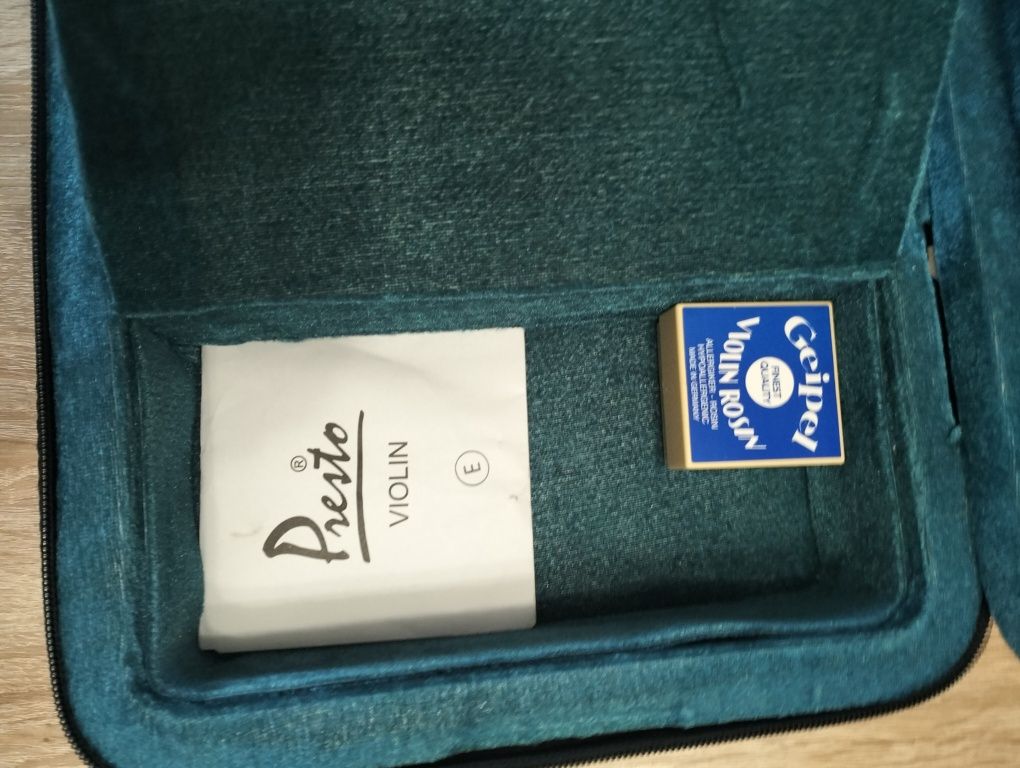 Presto®
VIOLIN
E
Geipel
FINEST
QUALITY
VIOLIN ROSIN
ALLERGIKER - ROSIN
HYPOALLERGENIC
MADE IN GERMANY